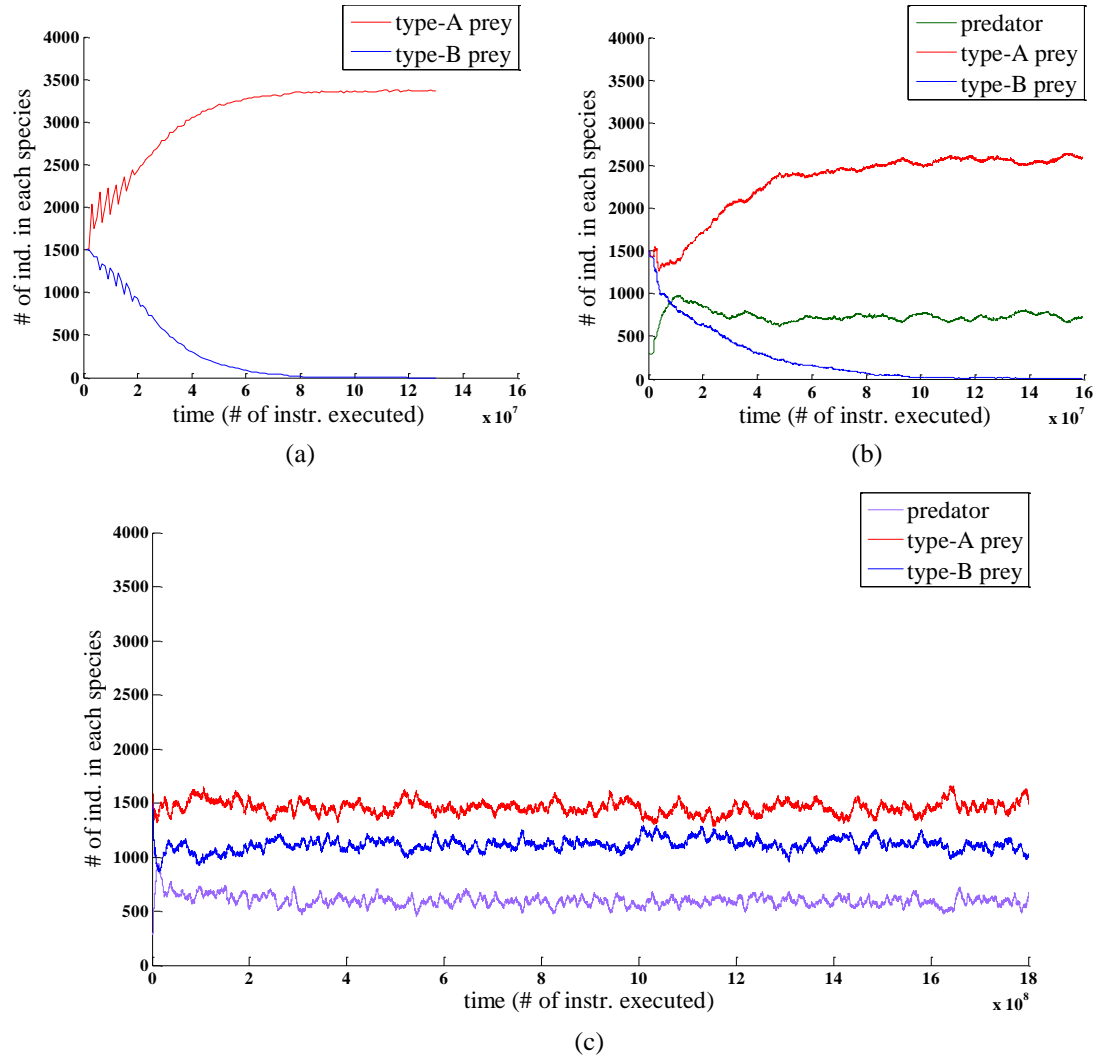 type-A prey
type-B prey
# of ind. in each species
4000
3500
3000
2500
2000
1500
1000
500
0
0 2 4 6 8 10 12 14 16
time (# of instr. executed)
x 10^7
(a)
predator
type-A prey
type-B prey
# of ind. in each species
4000
3500
3000
2500
2000
1500
1000
500
0
0 2 4 6 8 10 12 14 16
time (# of instr. executed)
x 10^7
(b)
predator
type-A prey
type-B prey
# of ind. in each species
4000
3500
3000
2500
2000
1500
1000
500
0
0 2 4 6 8 10 12 14 16 18
time (# of instr. executed)
x 10^8
(c)